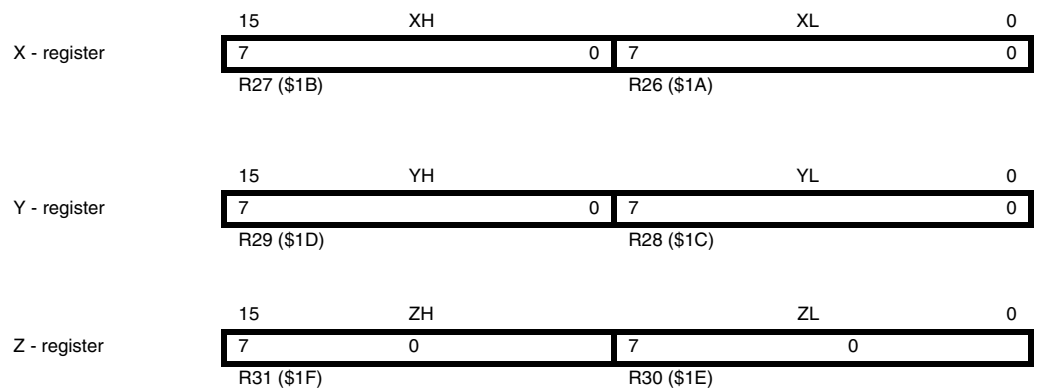 15 XH XL 0
X - register 7 0 7 0
R27 ($1B) R26 ($1A)
15 YH YL 0
Y - register 7 0 7 0
R29 ($1D) R28 ($1C)
15 ZH ZL 0
Z - register 7 0 7 0
R31 ($1F) R30 ($1E)